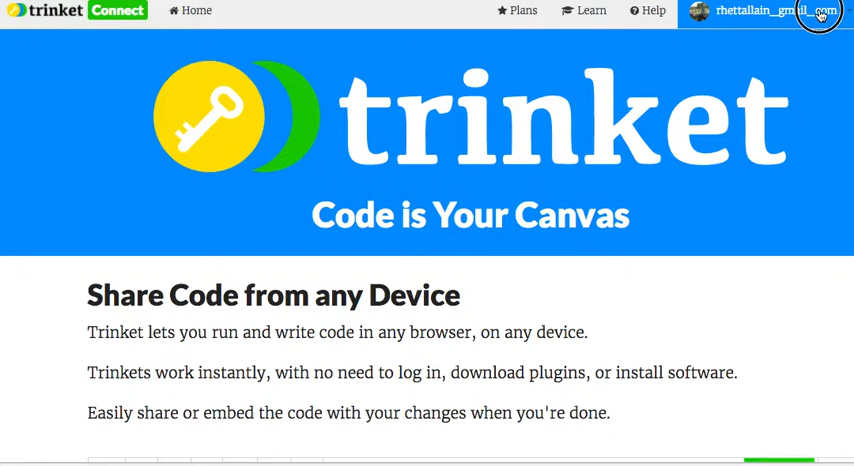 trinket Connect Home Plans Learn Help rhettallain_gmail_com
trinket
Code is Your Canvas
Share Code from any Device
Trinket lets you run and write code in any browser, on any device.
Trinkets work instantly, with no need to log in, download plugins, or install software.
Easily share or embed the code with your changes when you're done.